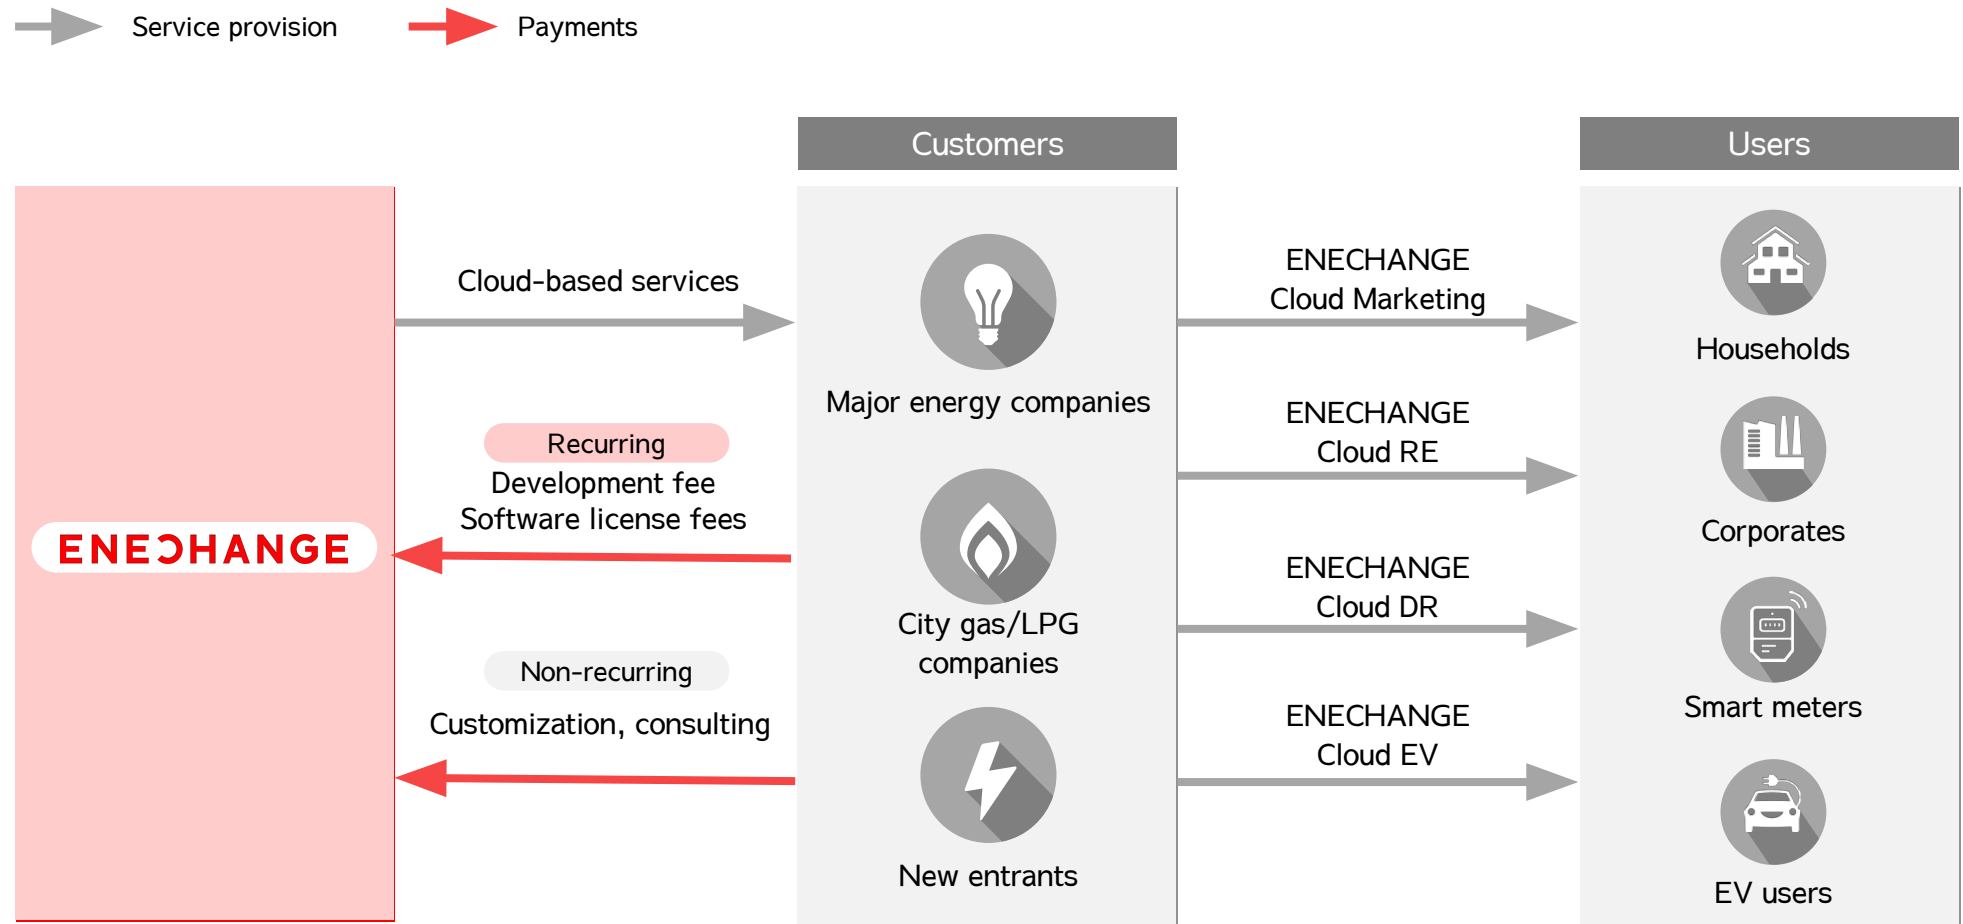 Service provision
Payments
Customers
Users
Cloud-based services
Recurring
Development fee
Software license fees
Non-recurring
Customization, consulting
ENECHANGE
Major energy companies
City gas/LPG
companies
New entrants
ENECHANGE
Cloud Marketing
ENECHANGE
Cloud RE
ENECHANGE
Cloud DR
ENECHANGE
Cloud EV
Households
Corporates
Smart meters
EV users